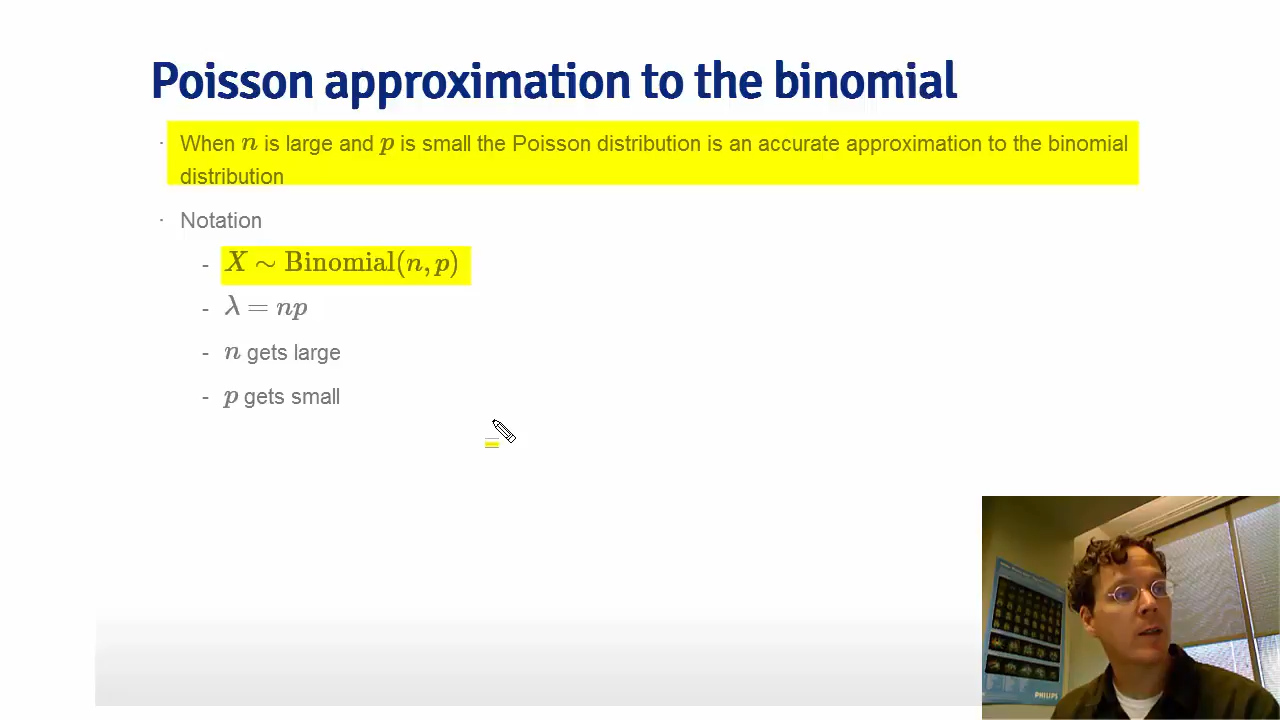 Poisson approximation to the binomial
· When n is large and p is small the Poisson distribution is an accurate approximation to the binomial
distribution
· Notation
- X ∼ Binomial(n, p)
- λ = np
- n gets large
- p gets small
PHILIPS